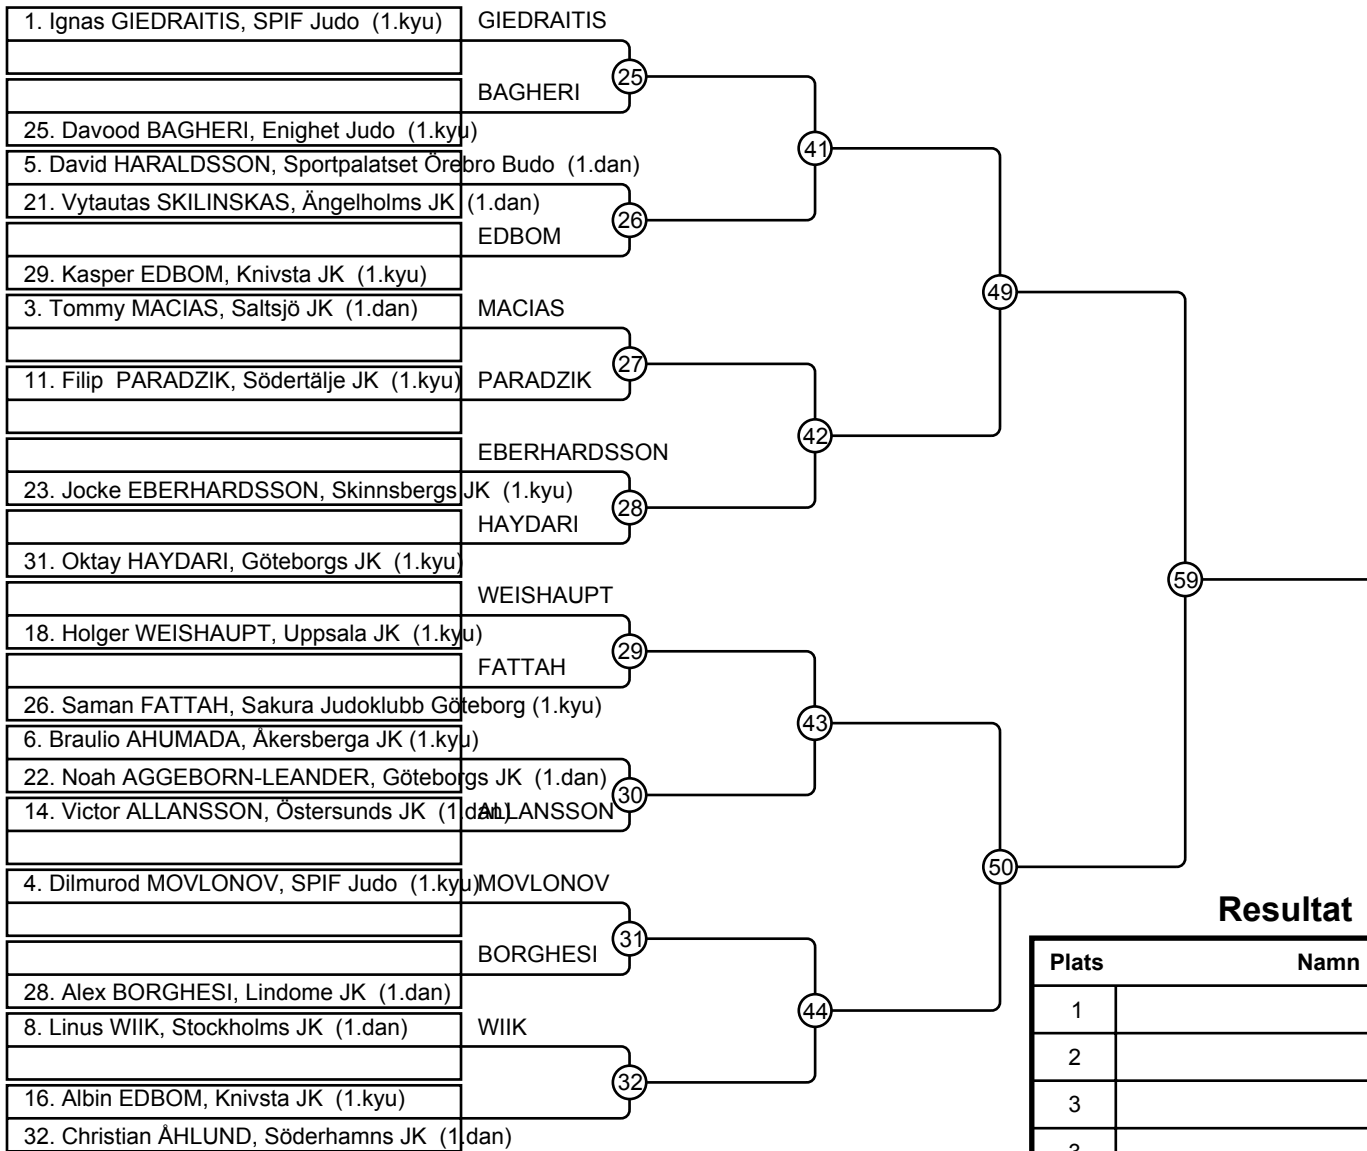 1. Ignas GIEDRAITIS, SPIF Judo (1.kyu) GIEDRAITIS
25
BAGHERI
25. Davood BAGHERI, Enighet Judo (1.kyu)
5. David HARALDSSON, Sportpalatset Örebro Budo (1.dan)
41
21. Vytautas SKILINSKAS, Ängelholms JK (1.dan)
26
EDBOM
29. Kasper EDBOM, Knivsta JK (1.kyu)
49
3. Tommy MACIAS, Saltsjö JK (1.dan) MACIAS
27
11. Filip PARADZIK, Södertälje JK (1.kyu) PARADZIK
42
EBERHARDSSON
23. Jocke EBERHARDSSON, Skinnsbergs JK (1.kyu)
28
HAYDARI
31. Oktay HAYDARI, Göteborgs JK (1.kyu)
59
WEISHAUPT
18. Holger WEISHAUPT, Uppsala JK (1.kyu)
29
FATTAH
26. Saman FATTAH, Sakura Judoklubb Göteborg (1.kyu)
43
6. Braulio AHUMADA, Åkersberga JK (1.kyu)
22. Noah AGGEBORN-LEANDER, Göteborgs JK (1.dan)
30
14. Victor ALLANSSON, Östersunds JK (1.dan) ALLANSSON
50
4. Dilmurod MOVLONOV, SPIF Judo (1.kyu) MOVLONOV
31
BORGHESI
28. Alex BORGHESI, Lindome JK (1.dan)
44
8. Linus WIIK, Stockholms JK (1.dan) WIIK
32
16. Albin EDBOM, Knivsta JK (1.kyu)
32. Christian ÅHLUND, Söderhamns JK (1.dan)
Resultat
Plats Namn
1
2
3
3